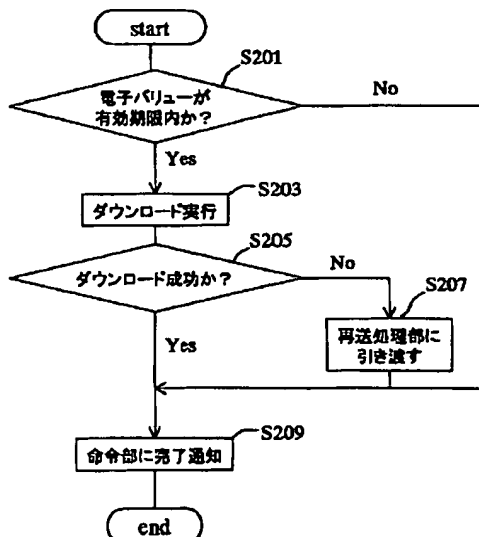 start
S201
電子バリューが
有効期限内か？
No
Yes
S203
ダウンロード実行
S205
ダウンロード成功か？
No
S207
再送処理部に
引き渡す
Yes
S209
命令部に完了通知
end